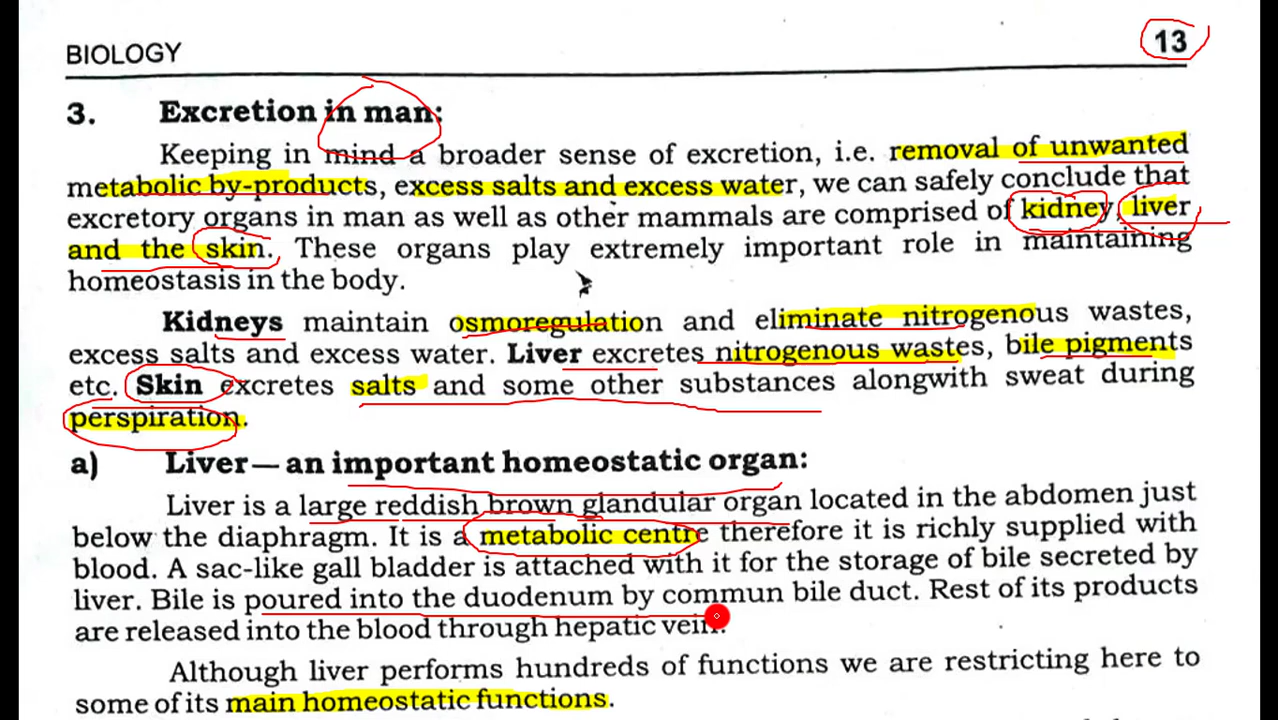 BIOLOGY 13
3. Excretion in man:
Keeping in mind a broader sense of excretion, i.e. removal of unwanted
metabolic by-products, excess salts and excess water, we can safely conclude that
excretory organs in man as well as other mammals are comprised of kidney, liver
and the skin. These organs play extremely important role in maintaining
homeostasis in the body.
Kidneys maintain osmoregulation and eliminate nitrogenous wastes,
excess salts and excess water. Liver excretes nitrogenous wastes, bile pigments
etc. Skin excretes salts and some other substances alongwith sweat during
perspiration.
a) Liver— an important homeostatic organ:
Liver is a large reddish brown glandular organ located in the abdomen just
below the diaphragm. It is a metabolic centre therefore it is richly supplied with
blood. A sac-like gall bladder is attached with it for the storage of bile secreted by
liver. Bile is poured into the duodenum by commun bile duct. Rest of its products
are released into the blood through hepatic vein.
Although liver performs hundreds of functions we are restricting here to
some of its main homeostatic functions.